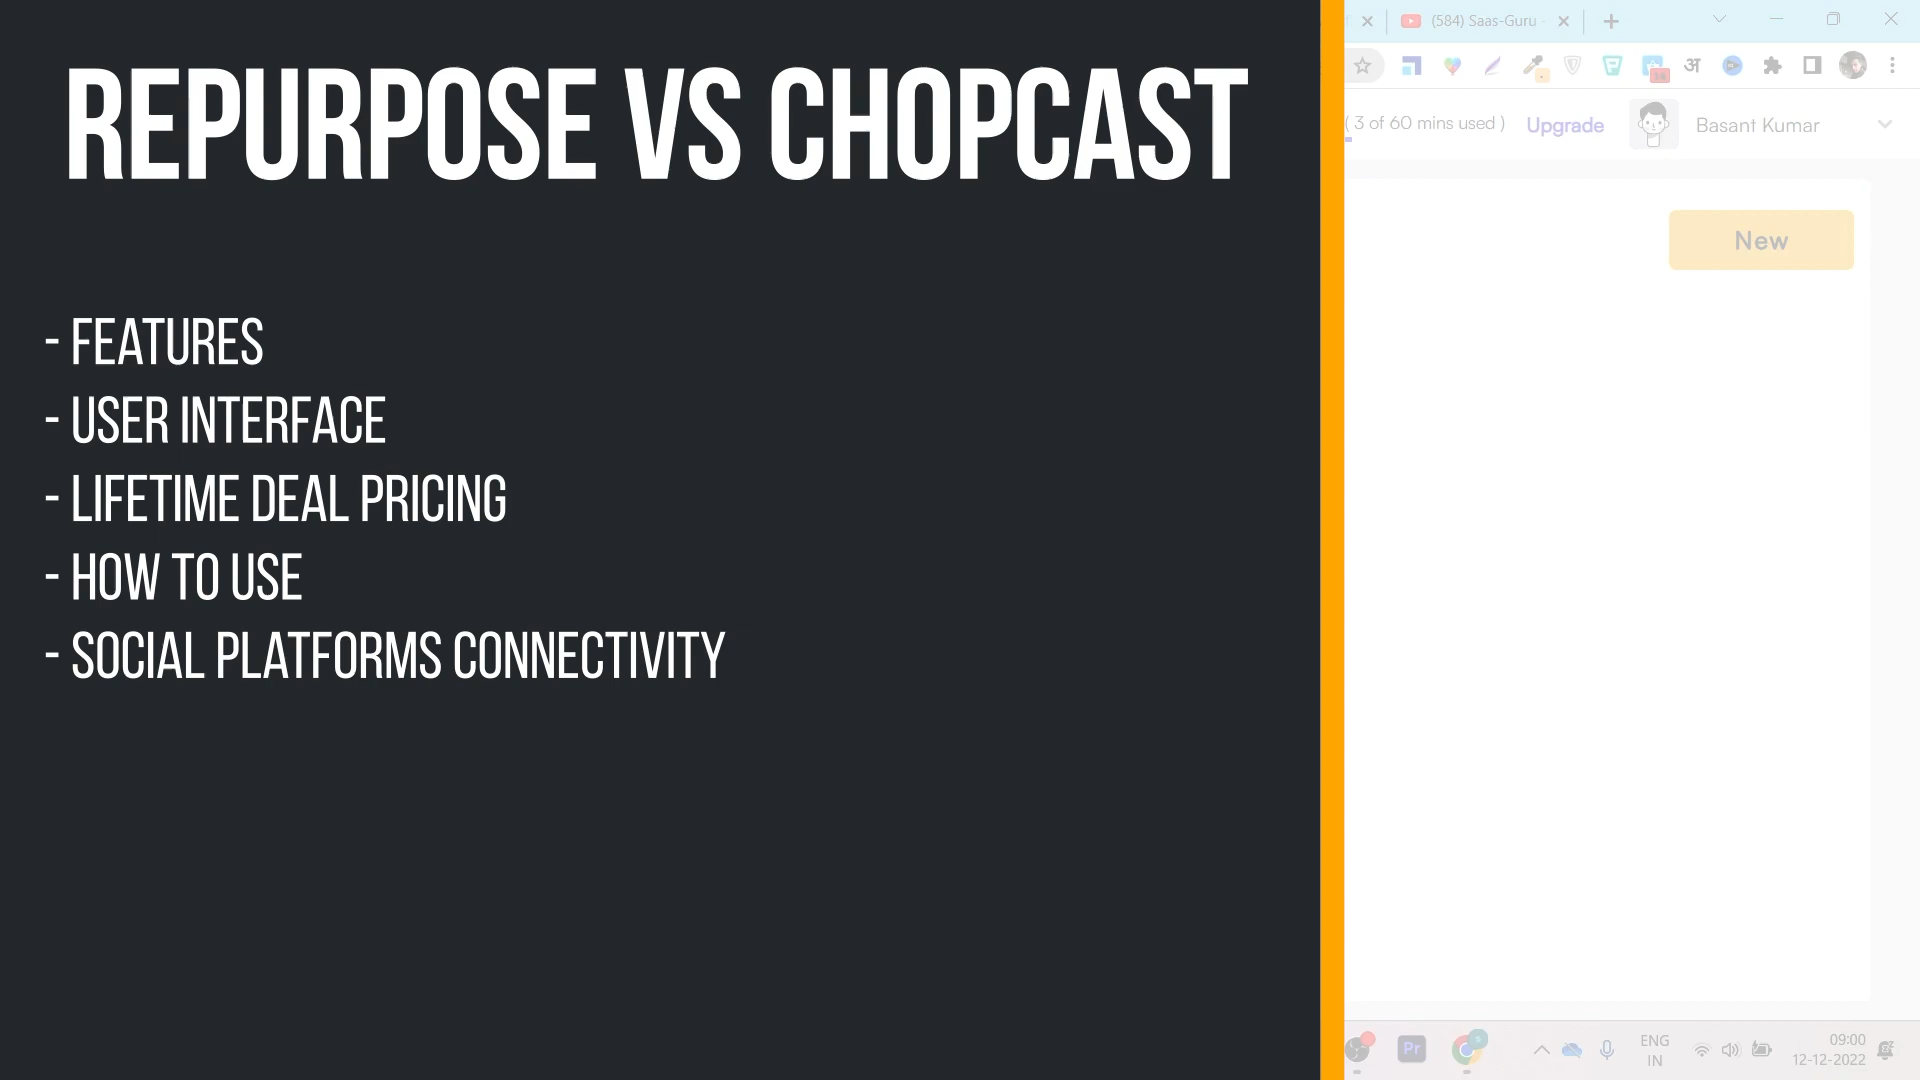 REPURPOSE VS CHOPCAST
- FEATURES
- USER INTERFACE
- LIFETIME DEAL PRICING
- HOW TO USE
- SOCIAL PLATFORMS CONNECTIVITY
(584) Saas-Guru -
अ
( 3 of 60 mins used )
Upgrade
Basant Kumar
New
Pr
ENG
IN
09:00
12-12-2022